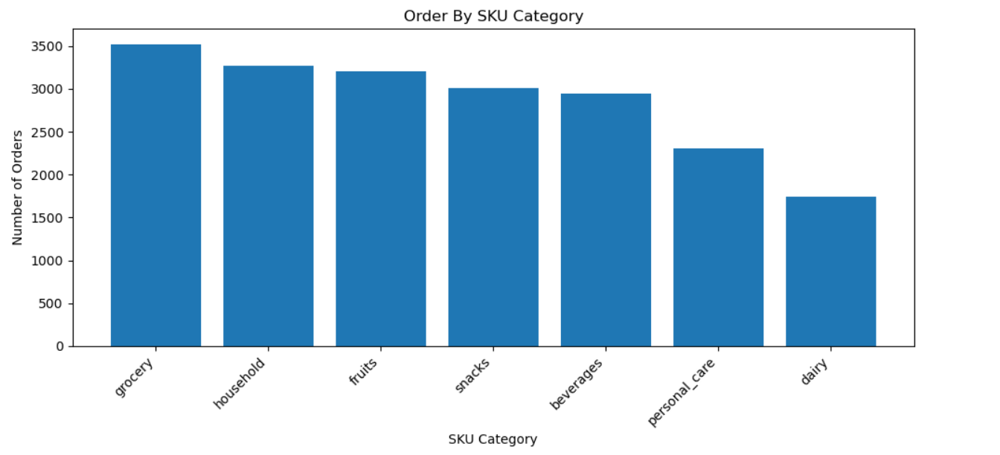 Order By SKU Category
Number of Orders
3500
3000
2500
2000
1500
1000
500
0
grocery
household
fruits
snacks
beverages
personal_care
dairy
SKU Category